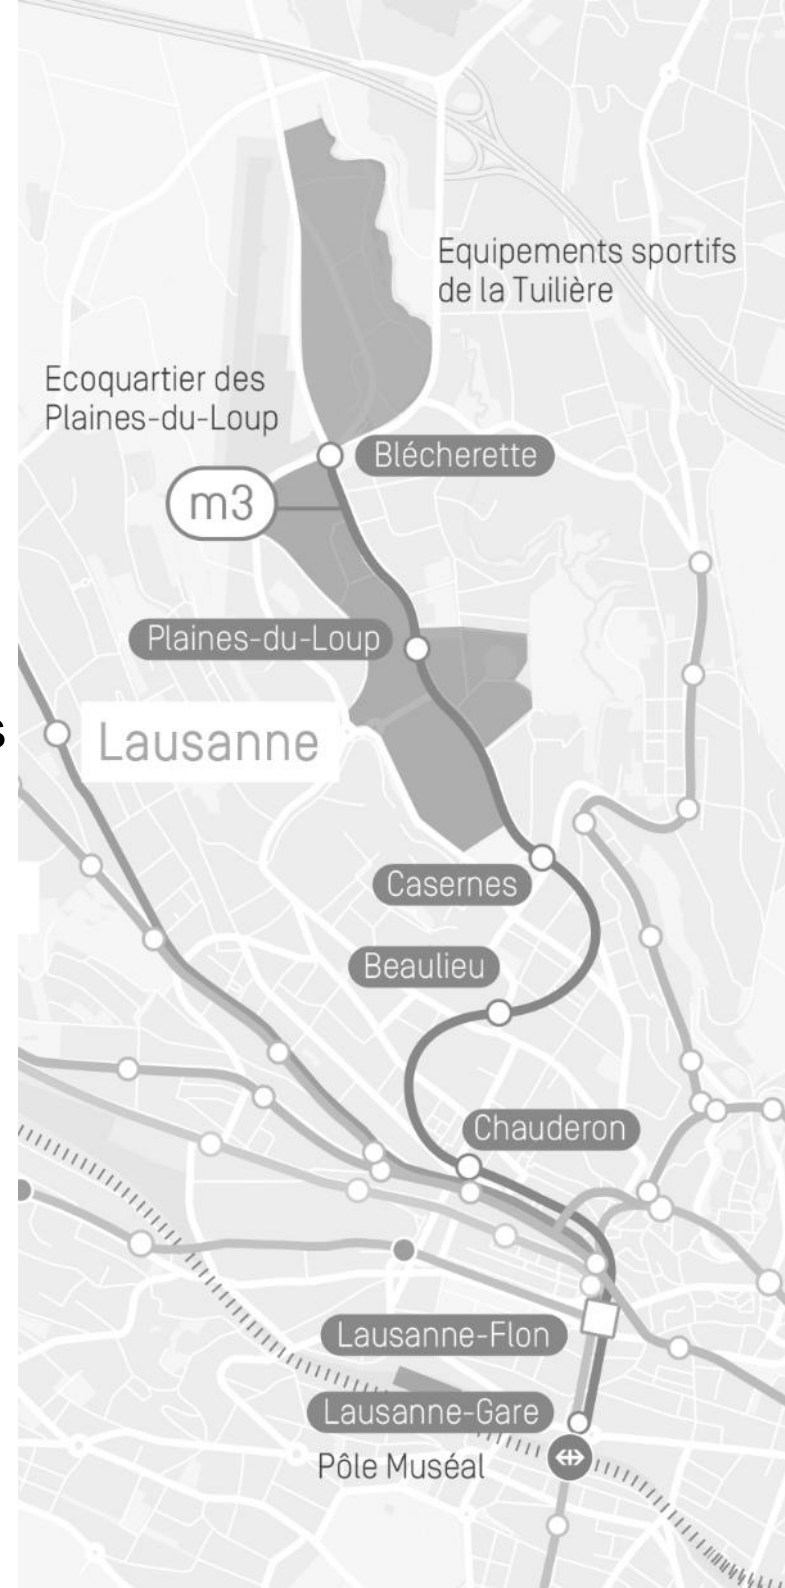 Equipements sportifs
de la Tuilière
Ecoquartier des
Plaines-du-Loup
Blécherette
m3
Plaines-du-Loup
s
Lausanne
Casernes
Beaulieu
Chauderon
Lausanne-Flon
Lausanne-Gare
Pôle Muséal